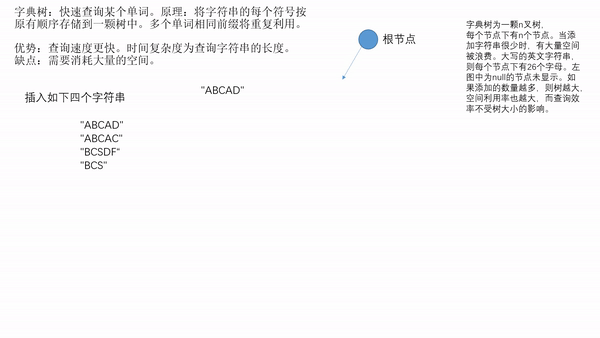 字典树：快速查询某个单词。原理：将字符串的每个符号按
原有顺序存储到一颗树中。多个单词相同前缀将重复利用。
优势：查询速度更快。时间复杂度为查询字符串的长度。
缺点：需要消耗大量的空间。
插入如下四个字符串
"ABCAD"
"ABCAC"
"BCSDF"
"BCS"
"ABCAD"
根节点
字典树为一颗n叉树，
每个节点下有n个节点。当添
加字符串很少时，有大量空间
被浪费。大写的英文字符串，
则每个节点下有26个字母。左
图中为null的节点未显示。如
果添加的数量越多，则树越大，
空间利用率也越大，而查询效
率不受树大小的影响。